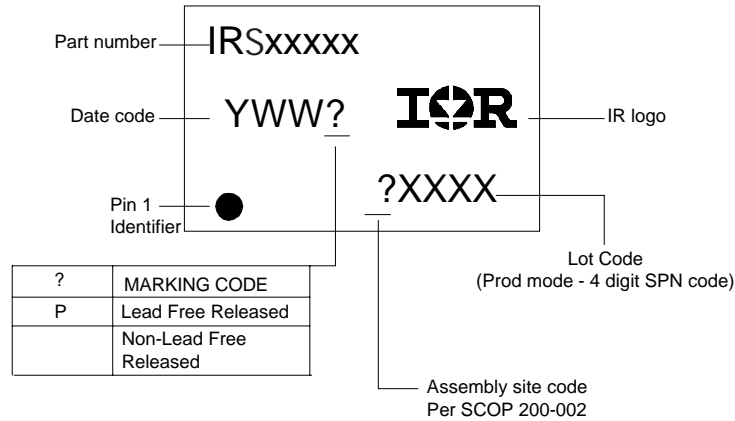 Part number
IRSxxxxx
Date code
YWW?
IOR
IR logo
Pin 1
Identifier
?XXXX
Lot Code
(Prod mode - 4 digit SPN code)
? MARKING CODE
P Lead Free Released
Non-Lead Free
Released
Assembly site code
Per SCOP 200-002